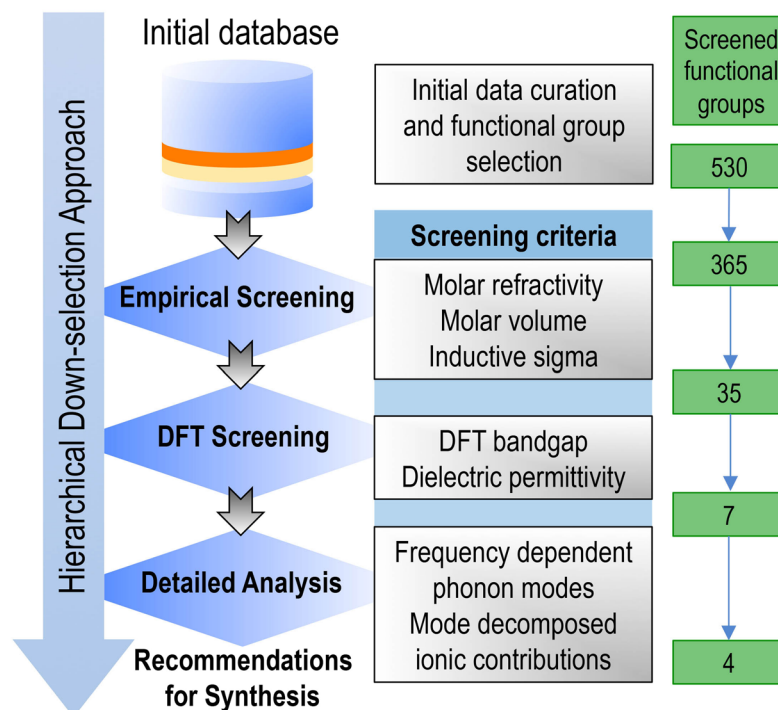 Hierarchical Down-selection Approach
Initial database
Empirical Screening
DFT Screening
Detailed Analysis
Recommendations
for Synthesis
Initial data curation
and functional group
selection
Screening criteria
Molar refractivity
Molar volume
Inductive sigma
DFT bandgap
Dielectric permittivity
Frequency dependent
phonon modes
Mode decomposed
ionic contributions
Screened
functional
groups
530
365
35
7
4